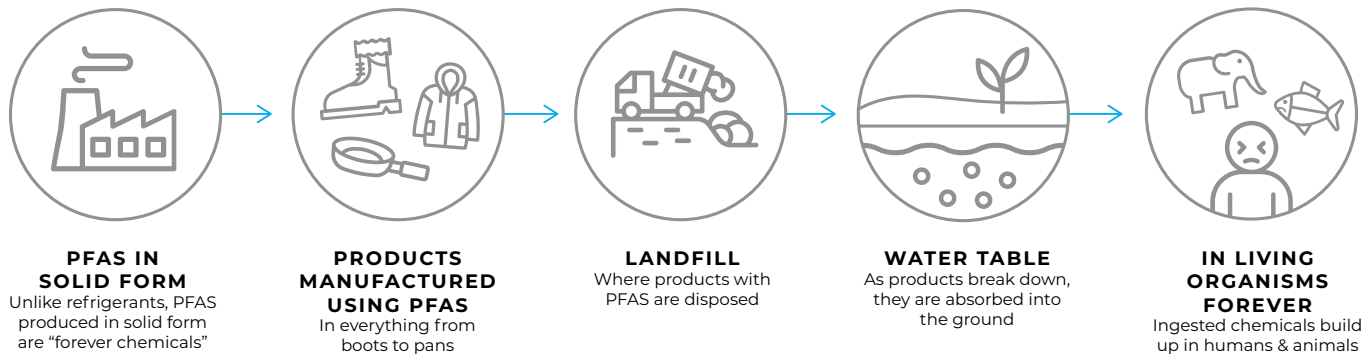 PFAS IN
SOLID FORM
Unlike refrigerants, PFAS
produced in solid form
are “forever chemicals”
PRODUCTS
MANUFACTURED
USING PFAS
In everything from
boots to pans
LANDFILL
Where products with
PFAS are disposed
WATER TABLE
As products break down,
they are absorbed into
the ground
IN LIVING
ORGANISMS
FOREVER
Ingested chemicals build
up in humans & animals